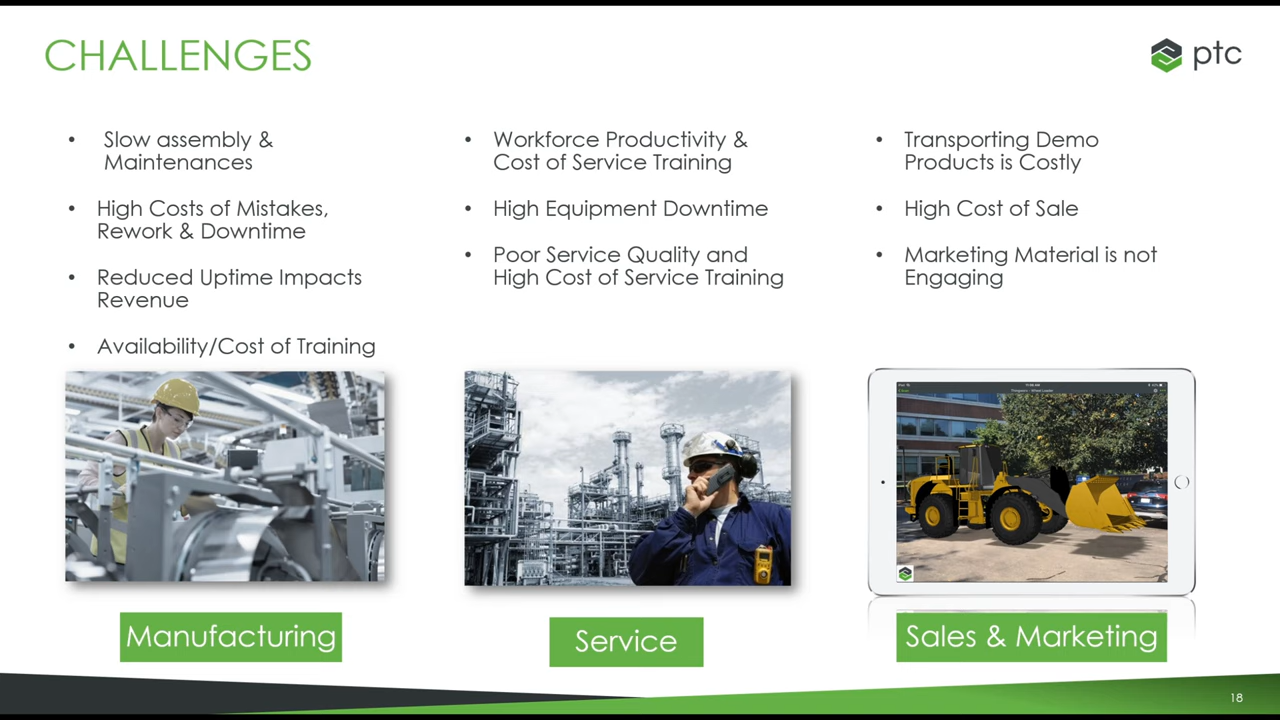 CHALLENGES
ptc
• Slow assembly &
Maintenances
• High Costs of Mistakes,
Rework & Downtime
• Reduced Uptime Impacts
Revenue
• Availability/Cost of Training
• Workforce Productivity &
Cost of Service Training
• High Equipment Downtime
• Poor Service Quality and
High Cost of Service Training
• Transporting Demo
Products is Costly
• High Cost of Sale
• Marketing Material is not
Engaging
Manufacturing
Service
Sales & Marketing
18